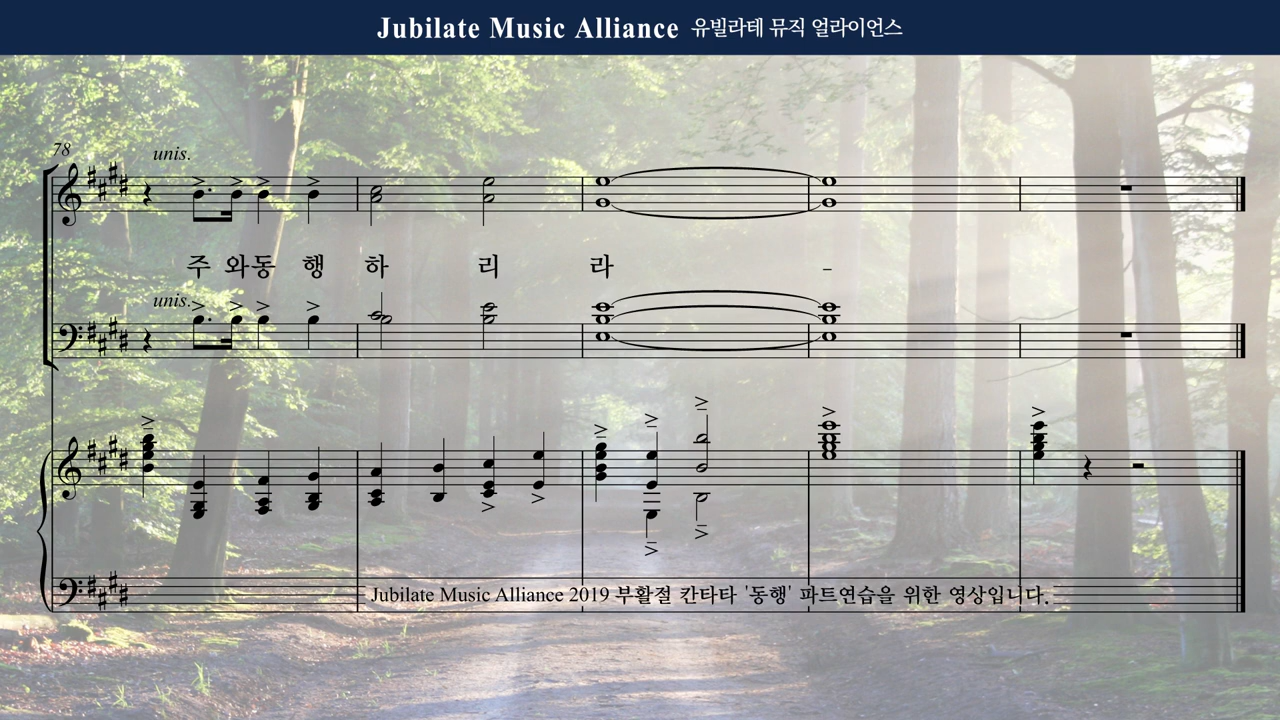 Jubilate Music Alliance 유빌라테 뮤직 얼라이언스
78
unis.
주 와동 행 하 리 라 -
unis.
Jubilate Music Alliance 2019 부활절 칸타타 '동행' 파트연습을 위한 영상입니다.